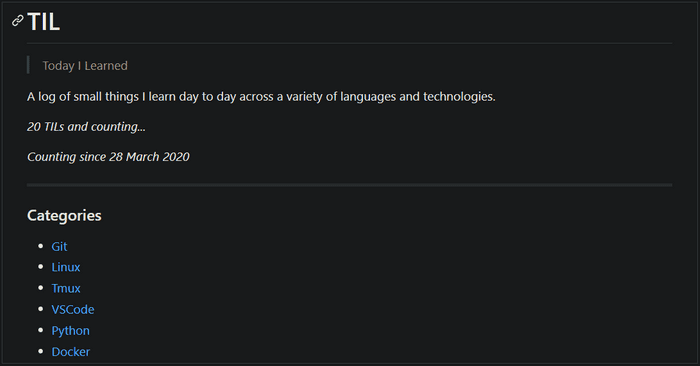 TIL
Today I Learned
A log of small things I learn day to day across a variety of languages and technologies.
20 TILs and counting...
Counting since 28 March 2020
Categories
Git
Linux
Tmux
VSCode
Python
Docker